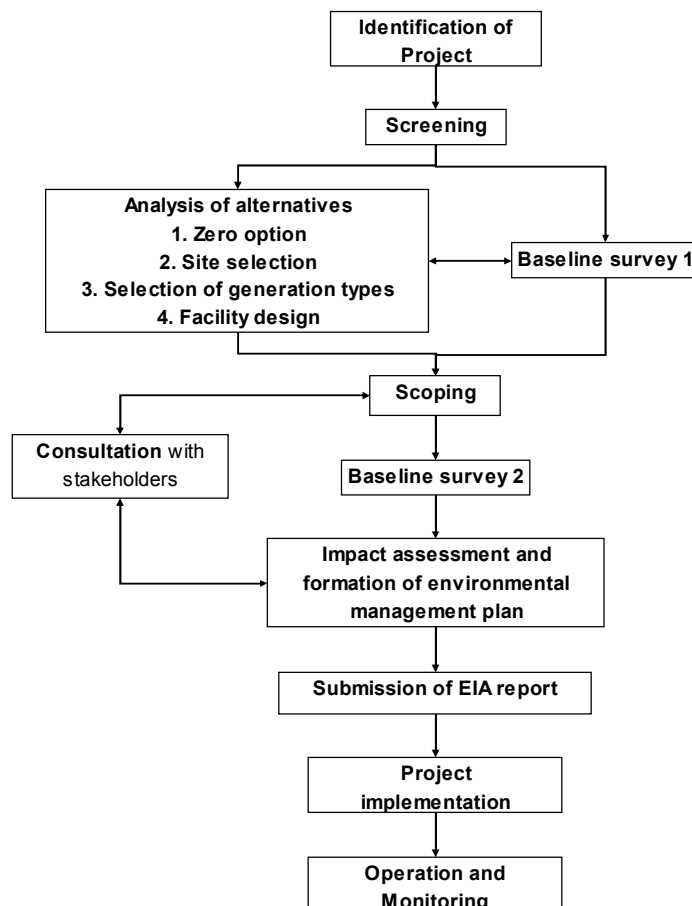 Identification of
Project
Screening
Analysis of alternatives
1. Zero option
2. Site selection
3. Selection of generation types
4. Facility design
Baseline survey 1
Scoping
Consultation with
stakeholders
Baseline survey 2
Impact assessment and
formation of environmental
management plan
Submission of EIA report
Project
implementation
Operation and
Monitoring